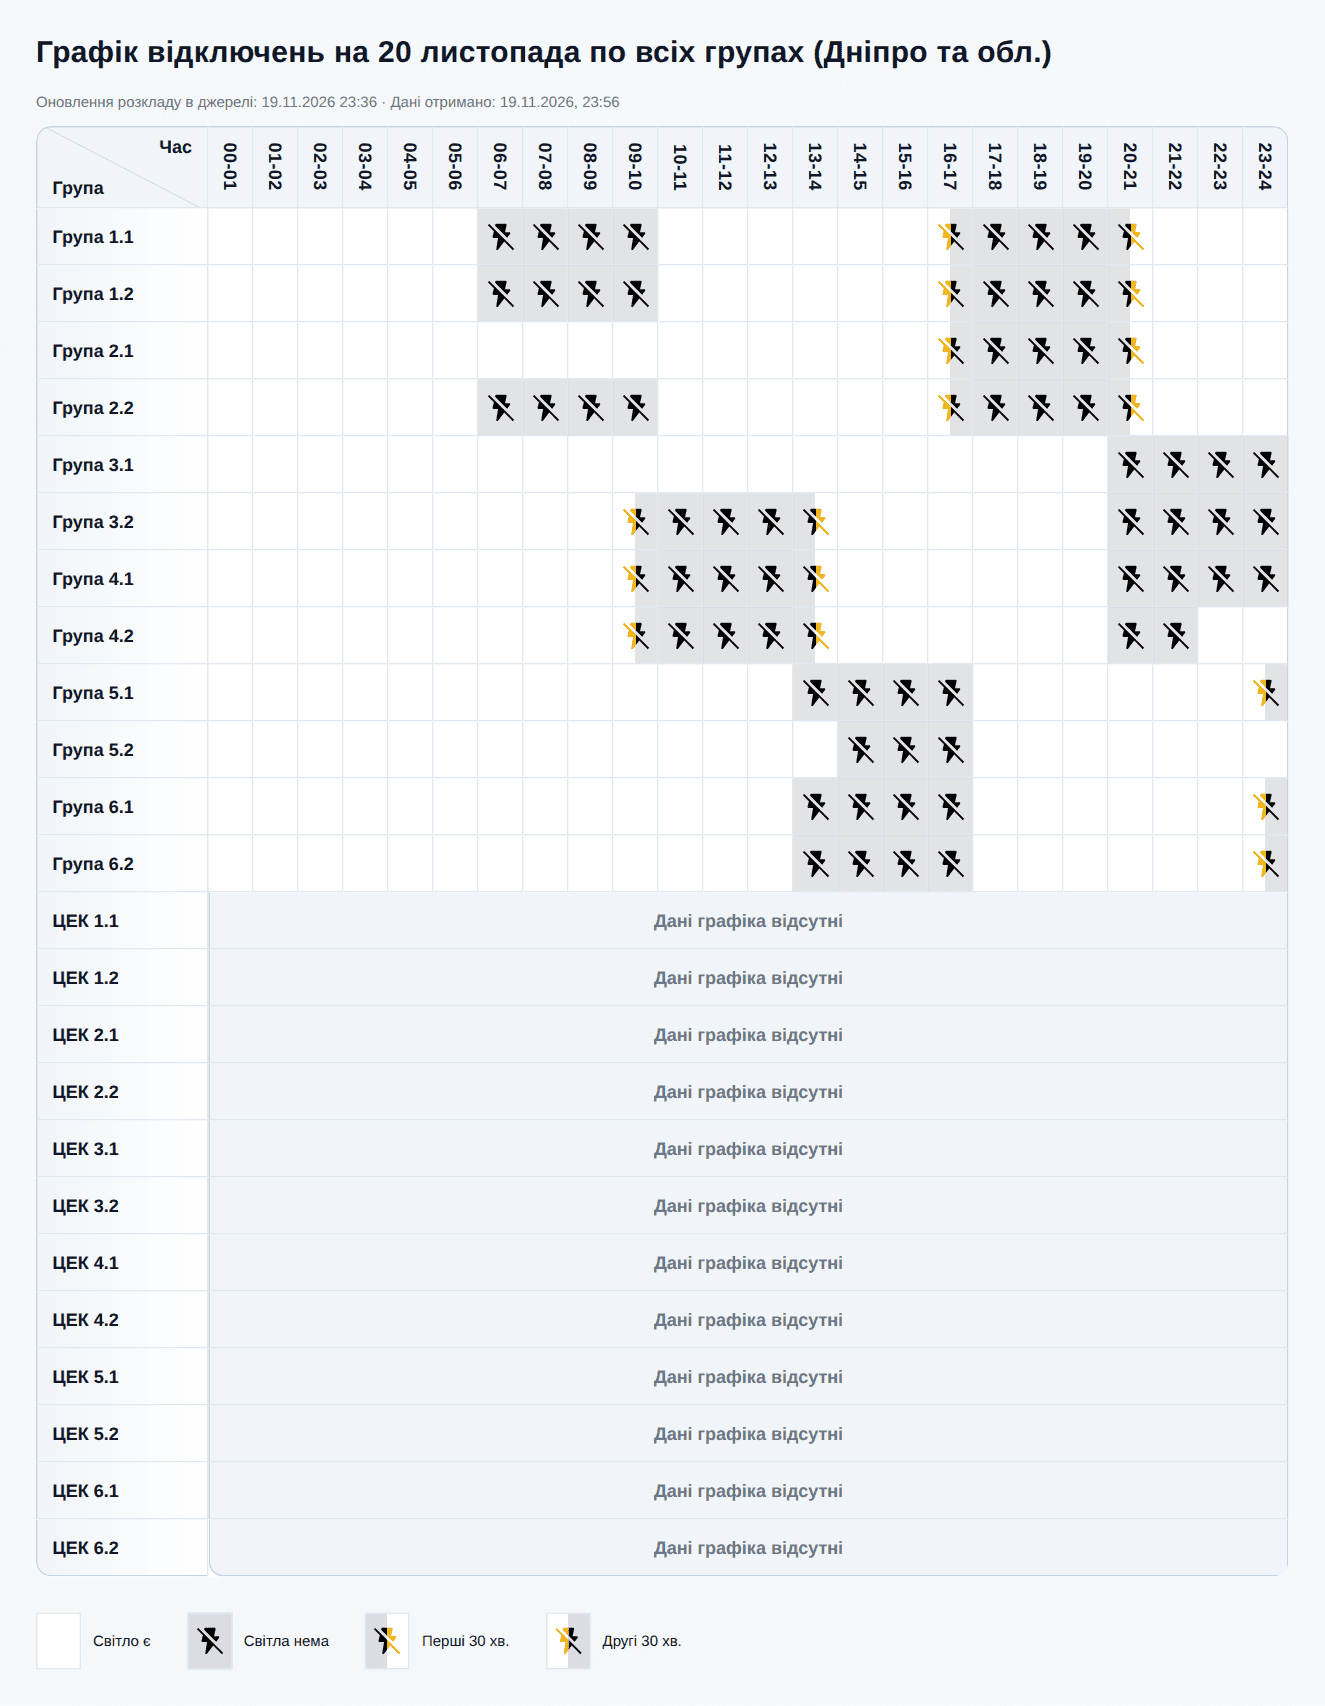 Графік відключень на 20 листопада по всіх групах (Дніпро та обл.)
Оновлення розкладу в джерелі: 19.11.2026 23:36 · Дані отримано: 19.11.2026, 23:56
Час
Група
00-01 01-02 02-03 03-04 04-05 05-06 06-07 07-08 08-09 09-10 10-11 11-12 12-13 13-14 14-15 15-16 16-17 17-18 18-19 19-20 20-21 21-22 22-23 23-24
Група 1.1
Група 1.2
Група 2.1
Група 2.2
Група 3.1
Група 3.2
Група 4.1
Група 4.2
Група 5.1
Група 5.2
Група 6.1
Група 6.2
ЦЕК 1.1 Дані графіка відсутні
ЦЕК 1.2 Дані графіка відсутні
ЦЕК 2.1 Дані графіка відсутні
ЦЕК 2.2 Дані графіка відсутні
ЦЕК 3.1 Дані графіка відсутні
ЦЕК 3.2 Дані графіка відсутні
ЦЕК 4.1 Дані графіка відсутні
ЦЕК 4.2 Дані графіка відсутні
ЦЕК 5.1 Дані графіка відсутні
ЦЕК 5.2 Дані графіка відсутні
ЦЕК 6.1 Дані графіка відсутні
ЦЕК 6.2 Дані графіка відсутні
Світло є Світла нема Перші 30 хв. Другі 30 хв.